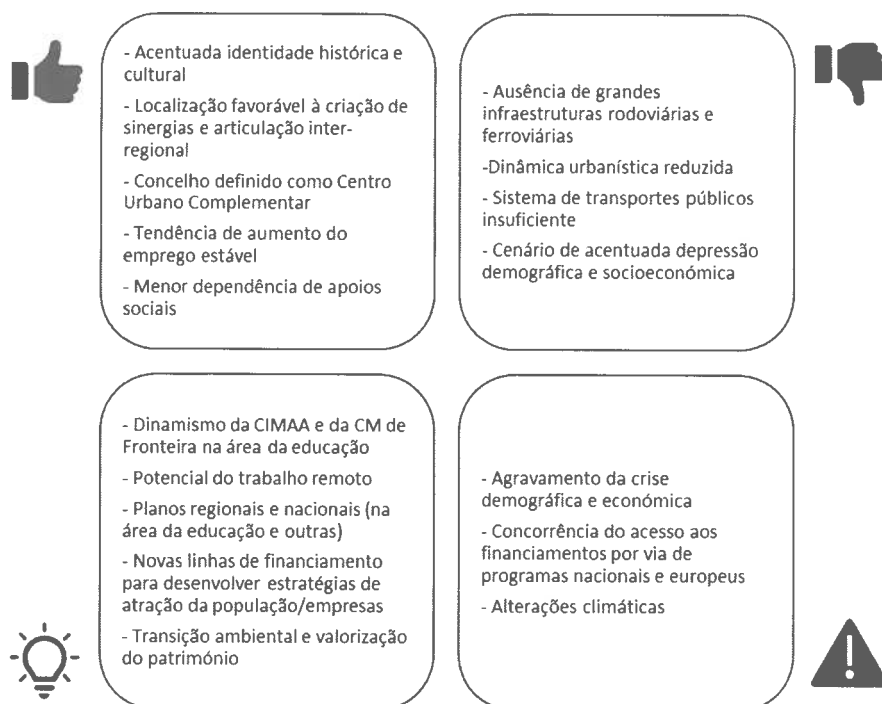 - Acentuada identidade histórica e
cultural
- Localização favorável à criação de
sinergias e articulação inter-
regional
- Concelho definido como Centro
Urbano Complementar
- Tendência de aumento do
emprego estável
- Menor dependência de apoios
sociais
- Ausência de grandes
infraestruturas rodoviárias e
ferroviárias
-Dinâmica urbanística reduzida
- Sistema de transportes públicos
insuficiente
- Cenário de acentuada depressão
demográfica e socioeconómica
- Dinamismo da CIMAA e da CM de
Fronteira na área da educação
- Potencial do trabalho remoto
- Planos regionais e nacionais (na
área da educação e outras)
- Novas linhas de financiamento
para desenvolver estratégias de
atração da população/empresas
- Transição ambiental e valorização
do património
- Agravamento da crise
demográfica e económica
- Concorrência do acesso aos
financiamentos por via de
programas nacionais e europeus
- Alterações climáticas